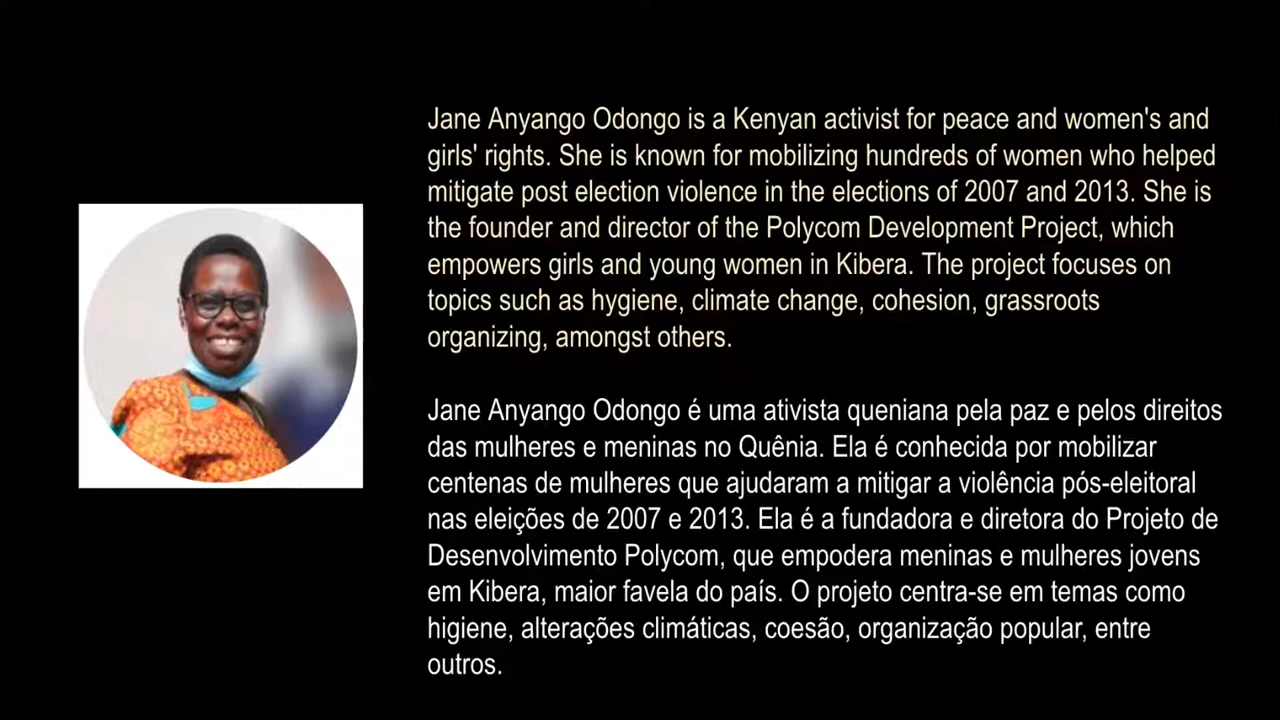 Jane Anyango Odongo is a Kenyan activist for peace and women's and
girls' rights. She is known for mobilizing hundreds of women who helped
mitigate post election violence in the elections of 2007 and 2013. She is
the founder and director of the Polycom Development Project, which
empowers girls and young women in Kibera. The project focuses on
topics such as hygiene, climate change, cohesion, grassroots
organizing, amongst others.
Jane Anyango Odongo é uma ativista queniana pela paz e pelos direitos
das mulheres e meninas no Quênia. Ela é conhecida por mobilizar
centenas de mulheres que ajudaram a mitigar a violência pós-eleitoral
nas eleições de 2007 e 2013. Ela é a fundadora e diretora do Projeto de
Desenvolvimento Polycom, que empodera meninas e mulheres jovens
em Kibera, maior favela do país. O projeto centra-se em temas como
higiene, alterações climáticas, coesão, organização popular, entre
outros.